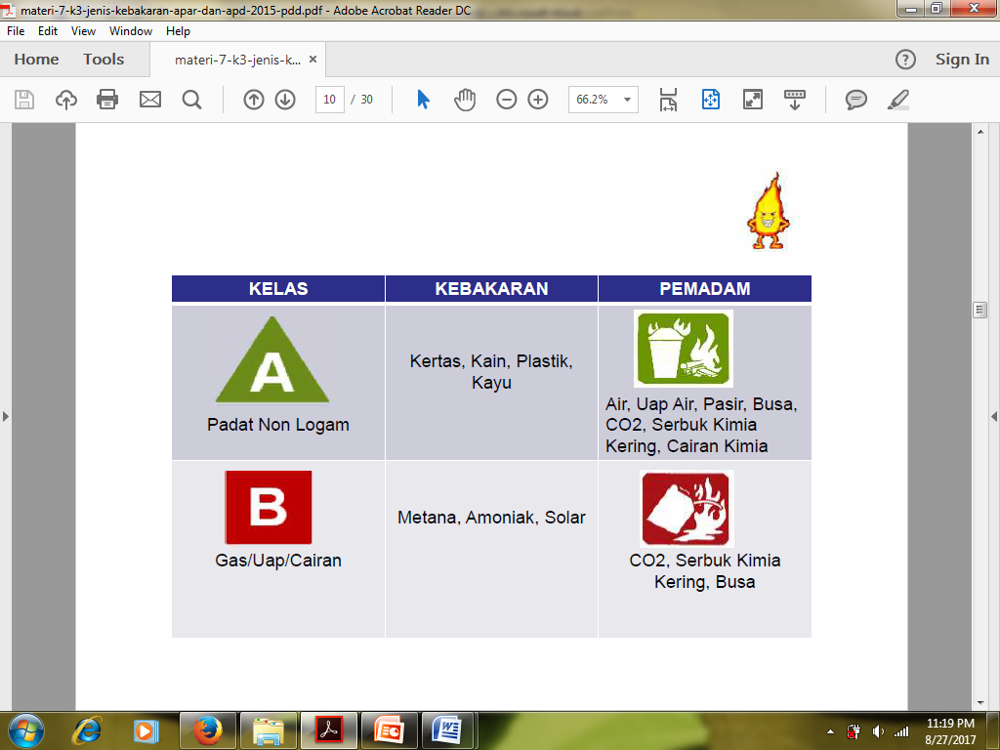 materi-7-k3-jenis-kebakaran-apar-dan-apd-2015-pdd.pdf - Adobe Acrobat Reader DC
File Edit View Window Help
Home Tools materi-7-k3-jenis-k... × Sign In
10 / 30 66.2%
KELAS KEBAKARAN PEMADAM
A
Padat Non Logam
Kertas, Kain, Plastik,
Kayu
Air, Uap Air, Pasir, Busa,
CO2, Serbuk Kimia
Kering, Cairan Kimia
B
Gas/Uap/Cairan
Metana, Amoniak, Solar
CO2, Serbuk Kimia
Kering, Busa
11:19 PM
8/27/2017